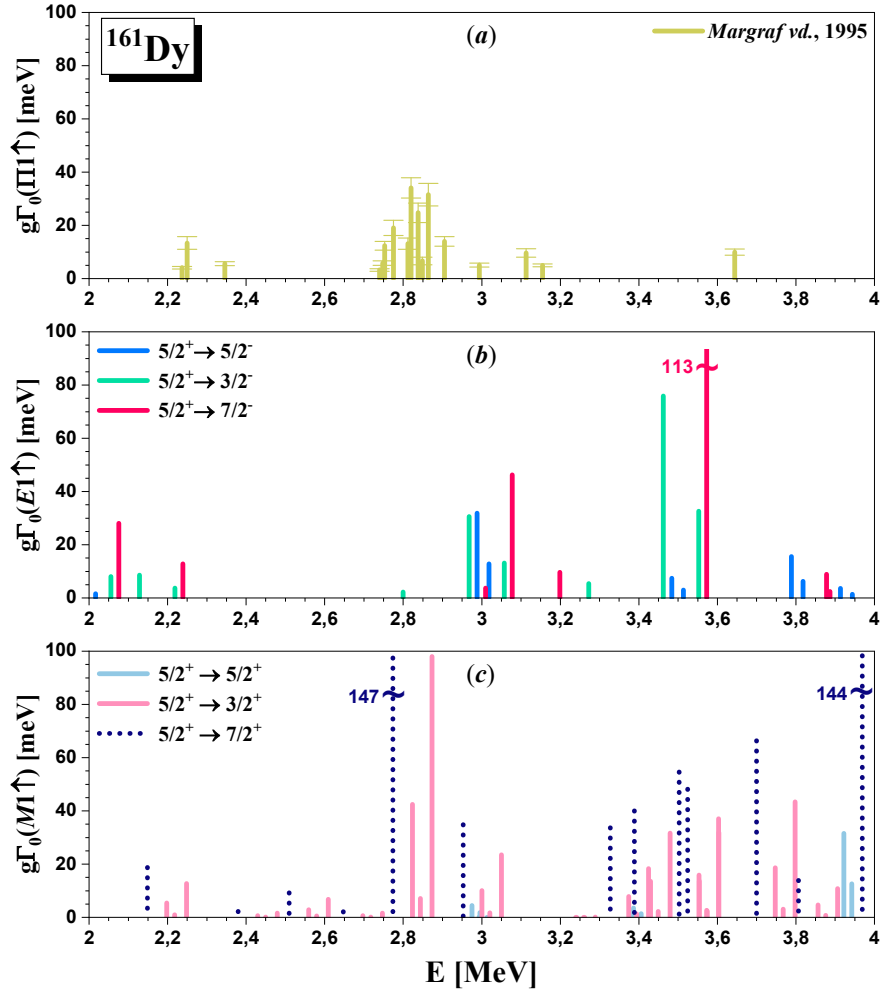 ¹⁶¹Dy
(a)
Margraf vd., 1995
gΓ₀(Π1↑) [meV]
100
80
60
40
20
0
2 2,2 2,4 2,6 2,8 3 3,2 3,4 3,6 3,8 4
(b)
5/2⁺→ 5/2⁻
5/2⁺→ 3/2⁻
5/2⁺→ 7/2⁻
113
gΓ₀(E1↑) [meV]
100
80
60
40
20
0
2 2,2 2,4 2,6 2,8 3 3,2 3,4 3,6 3,8 4
(c)
5/2⁺ → 5/2⁺
5/2⁺ → 3/2⁺
5/2⁺ → 7/2⁺
147
144
gΓ₀(M1↑) [meV]
100
80
60
40
20
0
2 2,2 2,4 2,6 2,8 3 3,2 3,4 3,6 3,8 4
E [MeV]